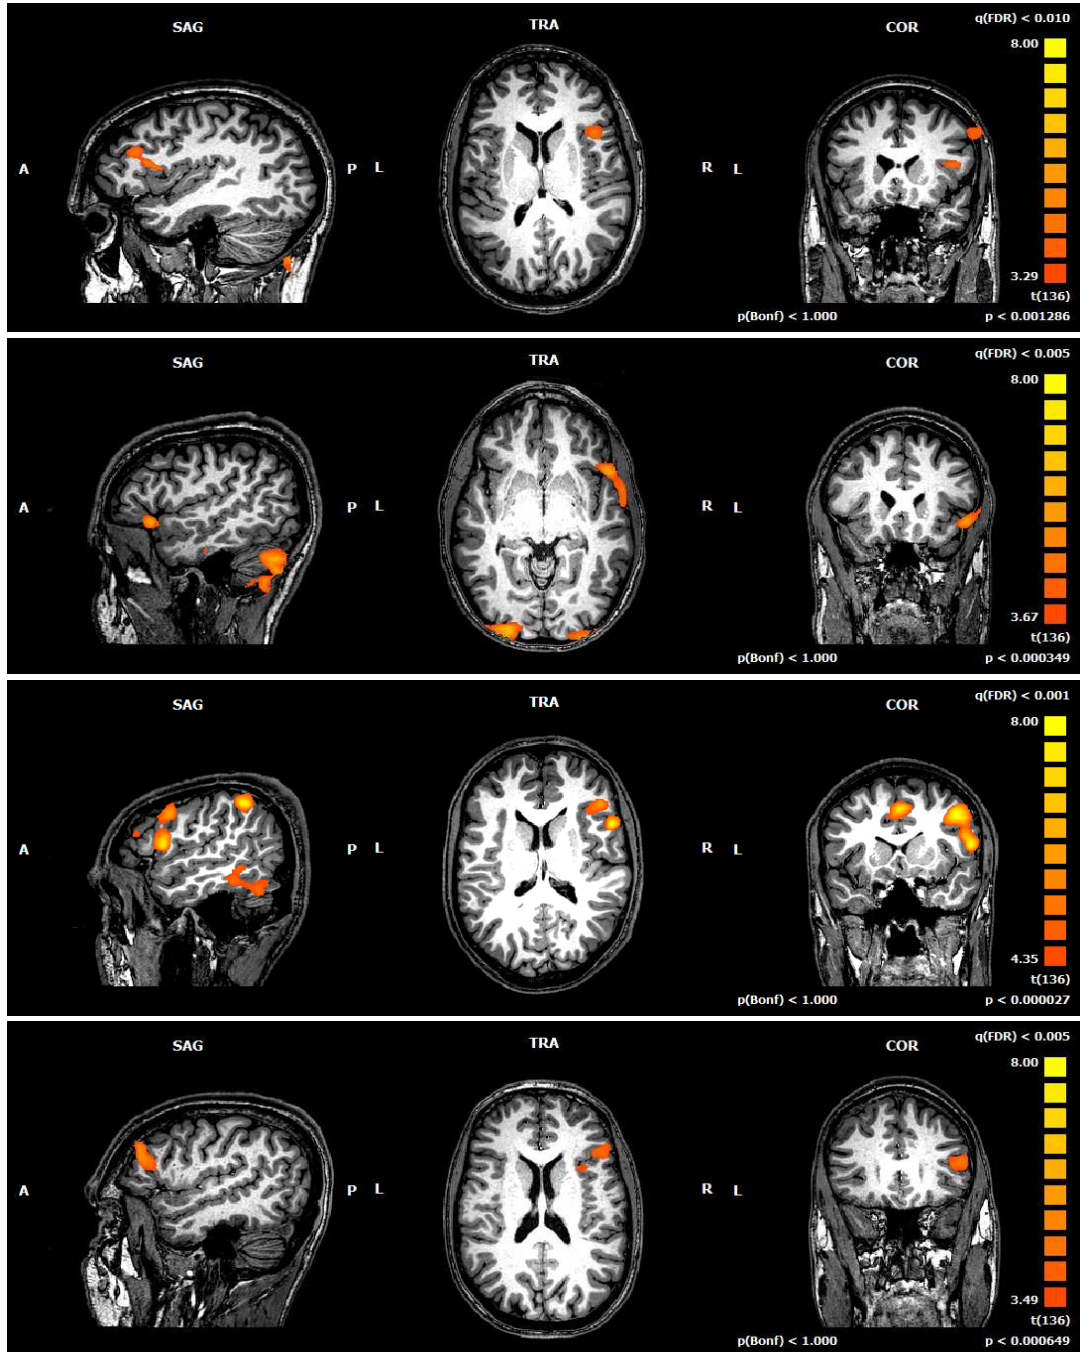 SAG TRA COR q(FDR) < 0.010
8.00
A P L R L
3.29
t(136)
p(Bonf) < 1.000 p < 0.001286
SAG TRA COR q(FDR) < 0.005
8.00
A P L R L
3.67
t(136)
p(Bonf) < 1.000 p < 0.000349
SAG TRA COR q(FDR) < 0.001
8.00
A P L R L
4.35
t(136)
p(Bonf) < 1.000 p < 0.000027
SAG TRA COR q(FDR) < 0.005
8.00
A P L R L
3.49
t(136)
p(Bonf) < 1.000 p < 0.000649